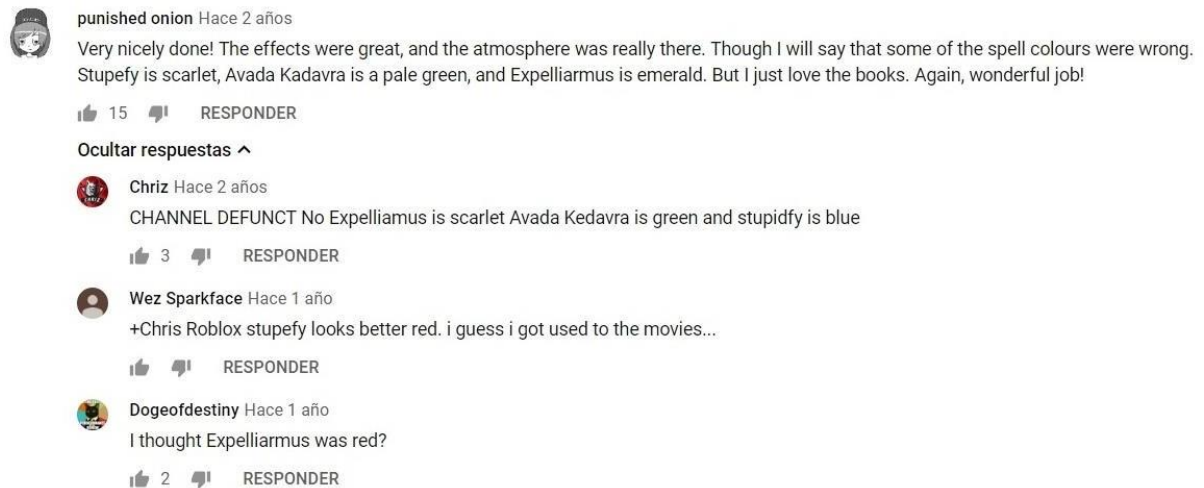 punished onion Hace 2 años
Very nicely done! The effects were great, and the atmosphere was really there. Though I will say that some of the spell colours were wrong.
Stupefy is scarlet, Avada Kadavra is a pale green, and Expelliarmus is emerald. But I just love the books. Again, wonderful job!
15 RESPONDER
Ocultar respuestas
Chriz Hace 2 años
CHANNEL DEFUNCT No Expelliamus is scarlet Avada Kedavra is green and stupidfy is blue
3 RESPONDER
Wez Sparkface Hace 1 año
+Chris Roblox stupefy looks better red. i guess i got used to the movies...
RESPONDER
Dogeofdestiny Hace 1 año
I thought Expelliarmus was red?
2 RESPONDER